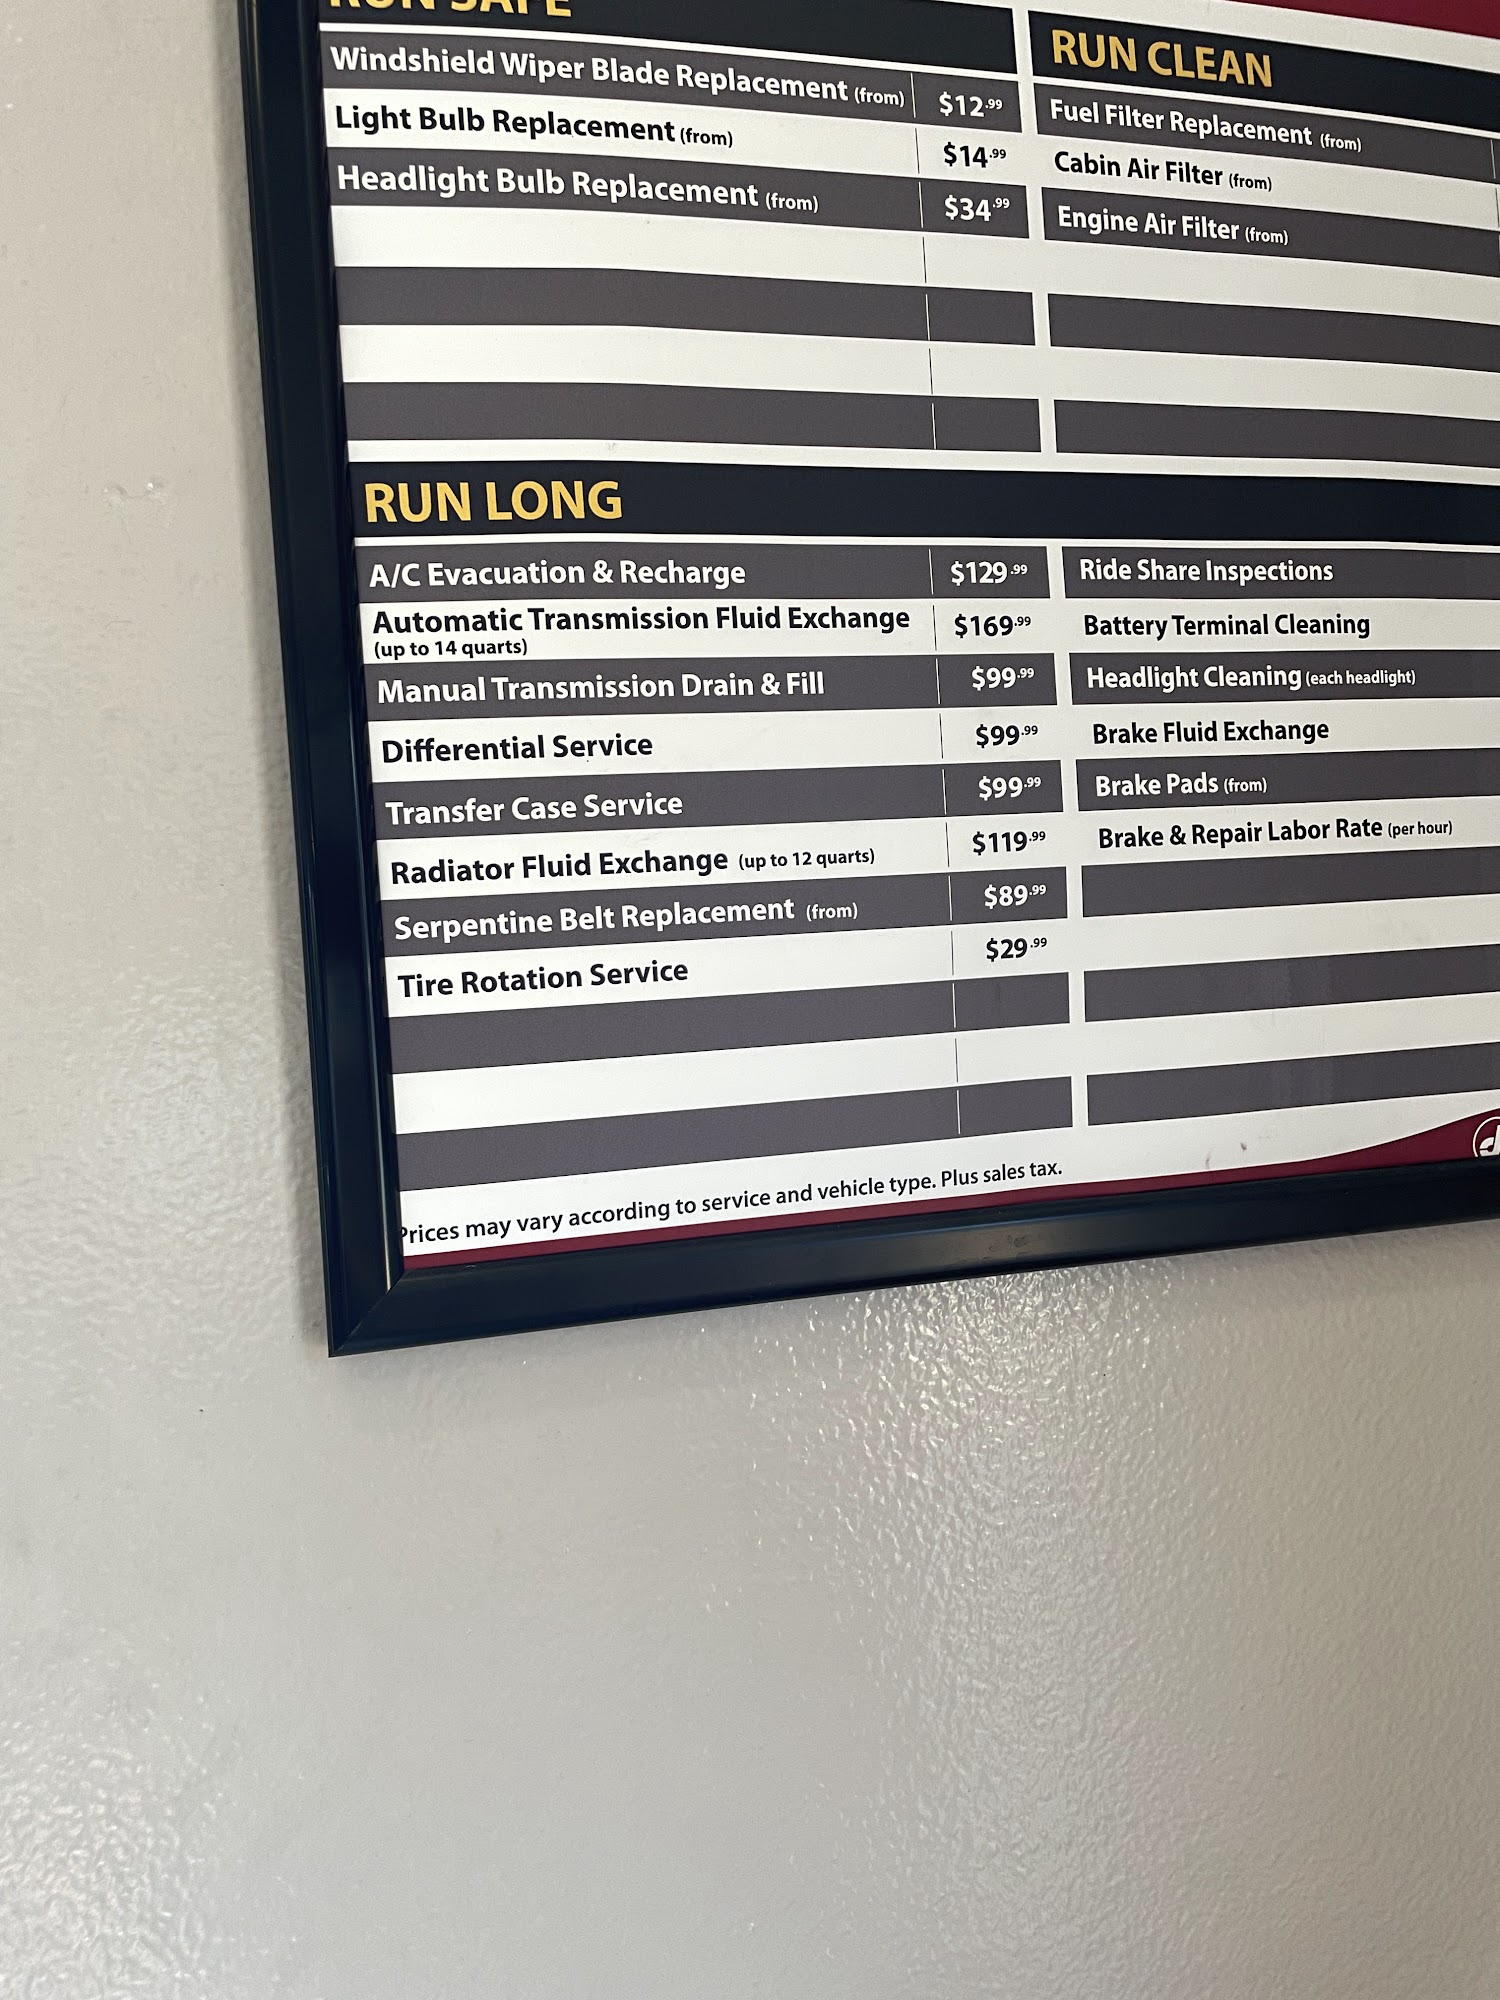 RUN SAFE
Windshield Wiper Blade Replacement (from) $12.99
Light Bulb Replacement (from) $14.99
Headlight Bulb Replacement (from) $34.99
RUN CLEAN
Fuel Filter Replacement (from)
Cabin Air Filter (from)
Engine Air Filter (from)
RUN LONG
A/C Evacuation & Recharge $129.99
Automatic Transmission Fluid Exchange $169.99
(up to 14 quarts)
Manual Transmission Drain & Fill $99.99
Differential Service $99.99
Transfer Case Service $99.99
Radiator Fluid Exchange (up to 12 quarts) $119.99
Serpentine Belt Replacement (from) $89.99
Tire Rotation Service $29.99
Ride Share Inspections
Battery Terminal Cleaning
Headlight Cleaning (each headlight)
Brake Fluid Exchange
Brake Pads (from)
Brake & Repair Labor Rate (per hour)
Prices may vary according to service and vehicle type. Plus sales tax.